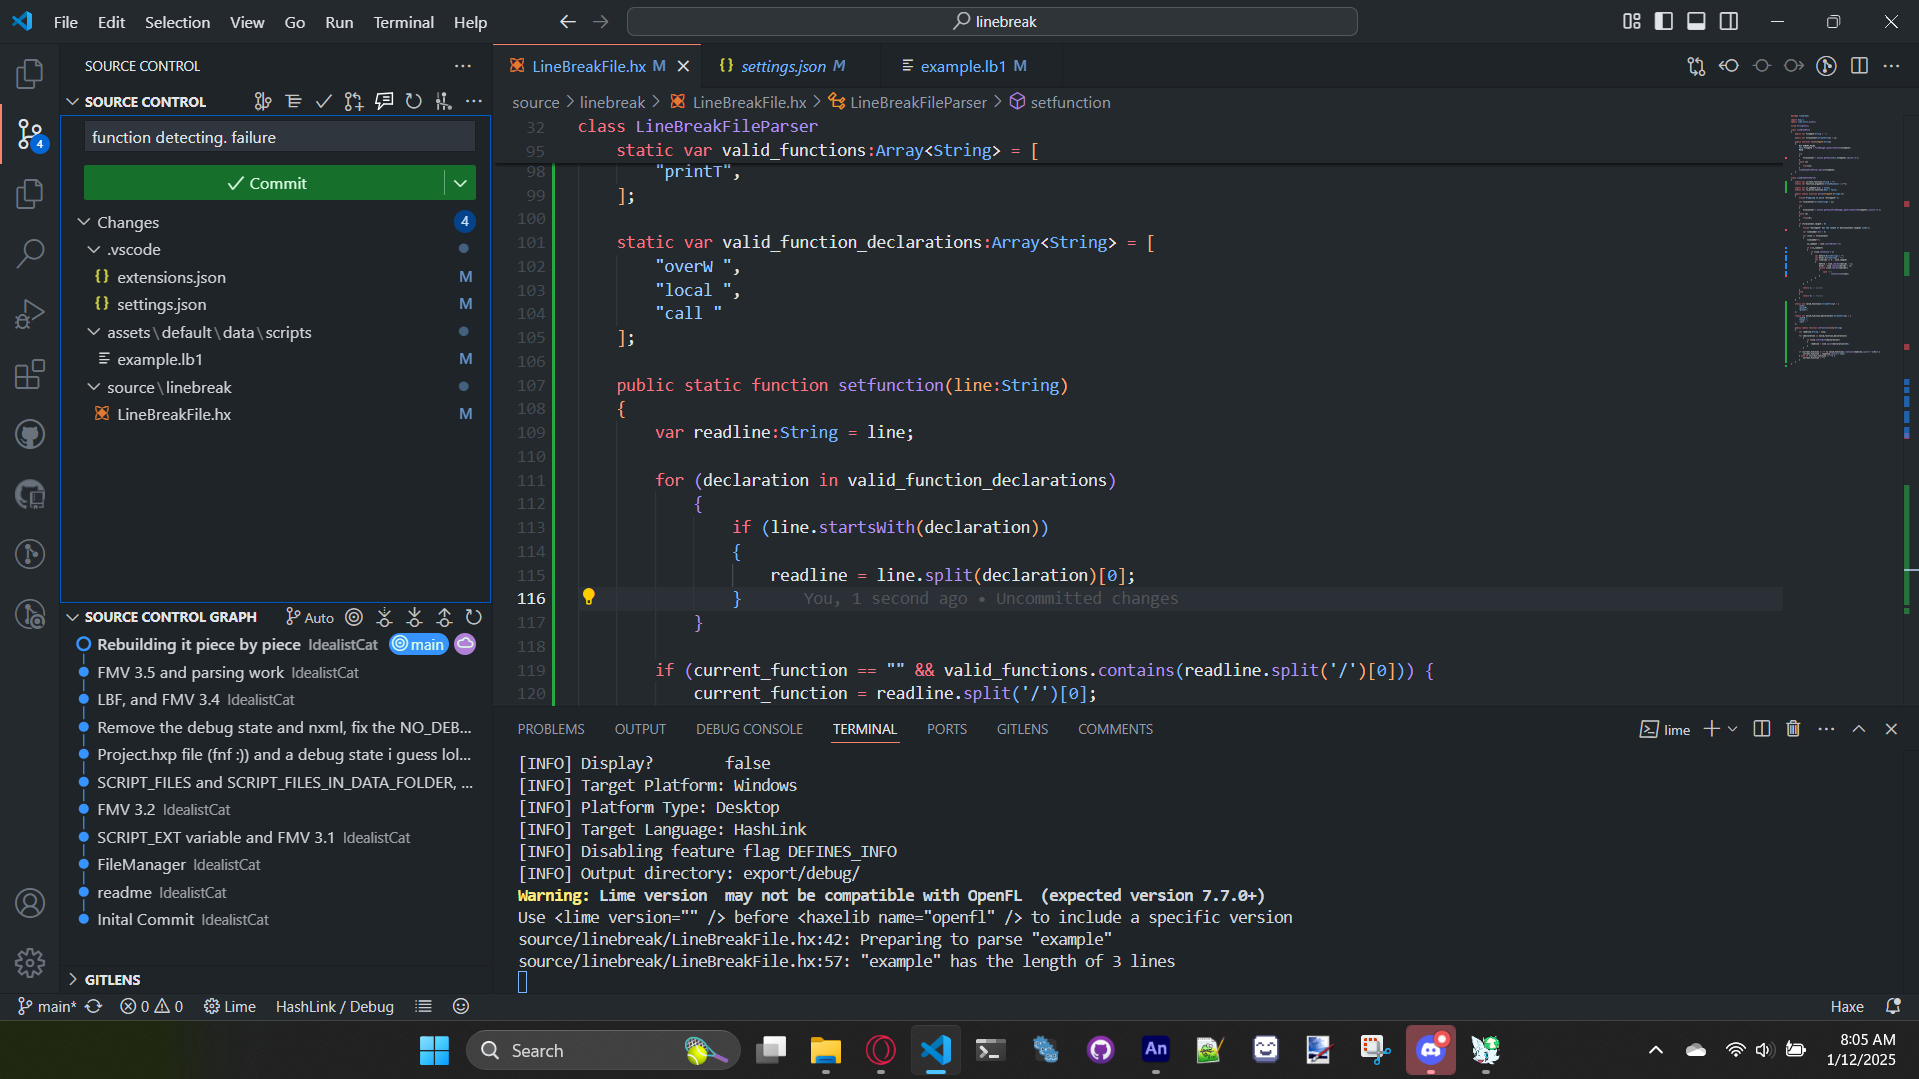 File Edit Selection View Go Run Terminal Help
linebreak
SOURCE CONTROL
SOURCE CONTROL
4
function detecting. failure
Commit
Changes 4
.vscode
extensions.json M
settings.json M
assets\default\data\scripts
example.lb1 M
source\linebreak
LineBreakFile.hx M
SOURCE CONTROL GRAPH Auto
Rebuilding it piece by piece IdealistCat main
FMV 3.5 and parsing work IdealistCat
LBF, and FMV 3.4 IdealistCat
Remove the debug state and nxml, fix the NO_DEB...
Project.hxp file (fnf :)) and a debug state i guess lol...
SCRIPT_FILES and SCRIPT_FILES_IN_DATA_FOLDER, ...
FMV 3.2 IdealistCat
SCRIPT_EXT variable and FMV 3.1 IdealistCat
FileManager IdealistCat
readme IdealistCat
Inital Commit IdealistCat
GITLENS
LineBreakFile.hx M
settings.json M
example.lb1 M
source > linebreak > LineBreakFile.hx > LineBreakFileParser > setfunction
32 class LineBreakFileParser
95 static var valid_functions:Array<String> = [
98 "printT",
99 ];
100
101 static var valid_function_declarations:Array<String> = [
102 "overW ",
103 "local ",
104 "call "
105 ];
106
107 public static function setfunction(line:String)
108 {
109 var readline:String = line;
110
111 for (declaration in valid_function_declarations)
112 {
113 if (line.startsWith(declaration))
114 {
115 readline = line.split(declaration)[0];
116 } You, 1 second ago • Uncommitted changes
117 }
118
119 if (current_function == "" && valid_functions.contains(readline.split('/')[0])) {
120 current_function = readline.split('/')[0];
PROBLEMS OUTPUT DEBUG CONSOLE TERMINAL PORTS GITLENS COMMENTS
lime
[INFO] Display? false
[INFO] Target Platform: Windows
[INFO] Platform Type: Desktop
[INFO] Target Language: HashLink
[INFO] Disabling feature flag DEFINES_INFO
[INFO] Output directory: export/debug/
Warning: Lime version  may not be compatible with OpenFL  (expected version 7.7.0+)
Use <lime version="" /> before <haxelib name="openfl" /> to include a specific version
source/linebreak/LineBreakFile.hx:42: Preparing to parse "example"
source/linebreak/LineBreakFile.hx:57: "example" has the length of 3 lines
main* 0 0 Lime HashLink / Debug
Haxe
Search
An
8:05 AM
1/12/2025